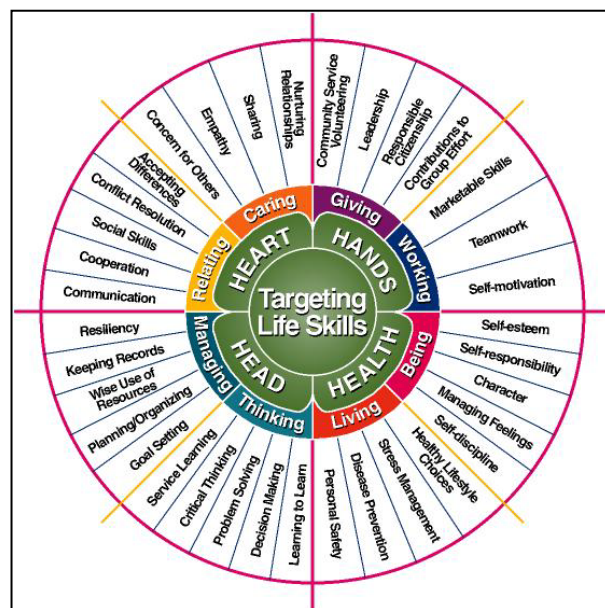 Targeting
Life Skills
HEART
HANDS
HEALTH
HEAD
Relating
Caring
Giving
Working
Being
Living
Thinking
Managing
Communication
Cooperation
Social Skills
Conflict Resolution
Accepting
Differences
Concern for Others
Empathy
Sharing
Nurturing
Relationships
Community Service
Volunteering
Leadership
Responsible
Citizenship
Contributions to
Group Effort
Marketable Skills
Teamwork
Self-motivation
Self-esteem
Self-responsibility
Character
Managing Feelings
Self-discipline
Healthy Lifestyle
Choices
Stress Management
Disease Prevention
Personal Safety
Learning to Learn
Decision Making
Problem Solving
Critical Thinking
Service Learning
Goal Setting
Planning/Organizing
Wise Use of
Resources
Keeping Records
Resiliency